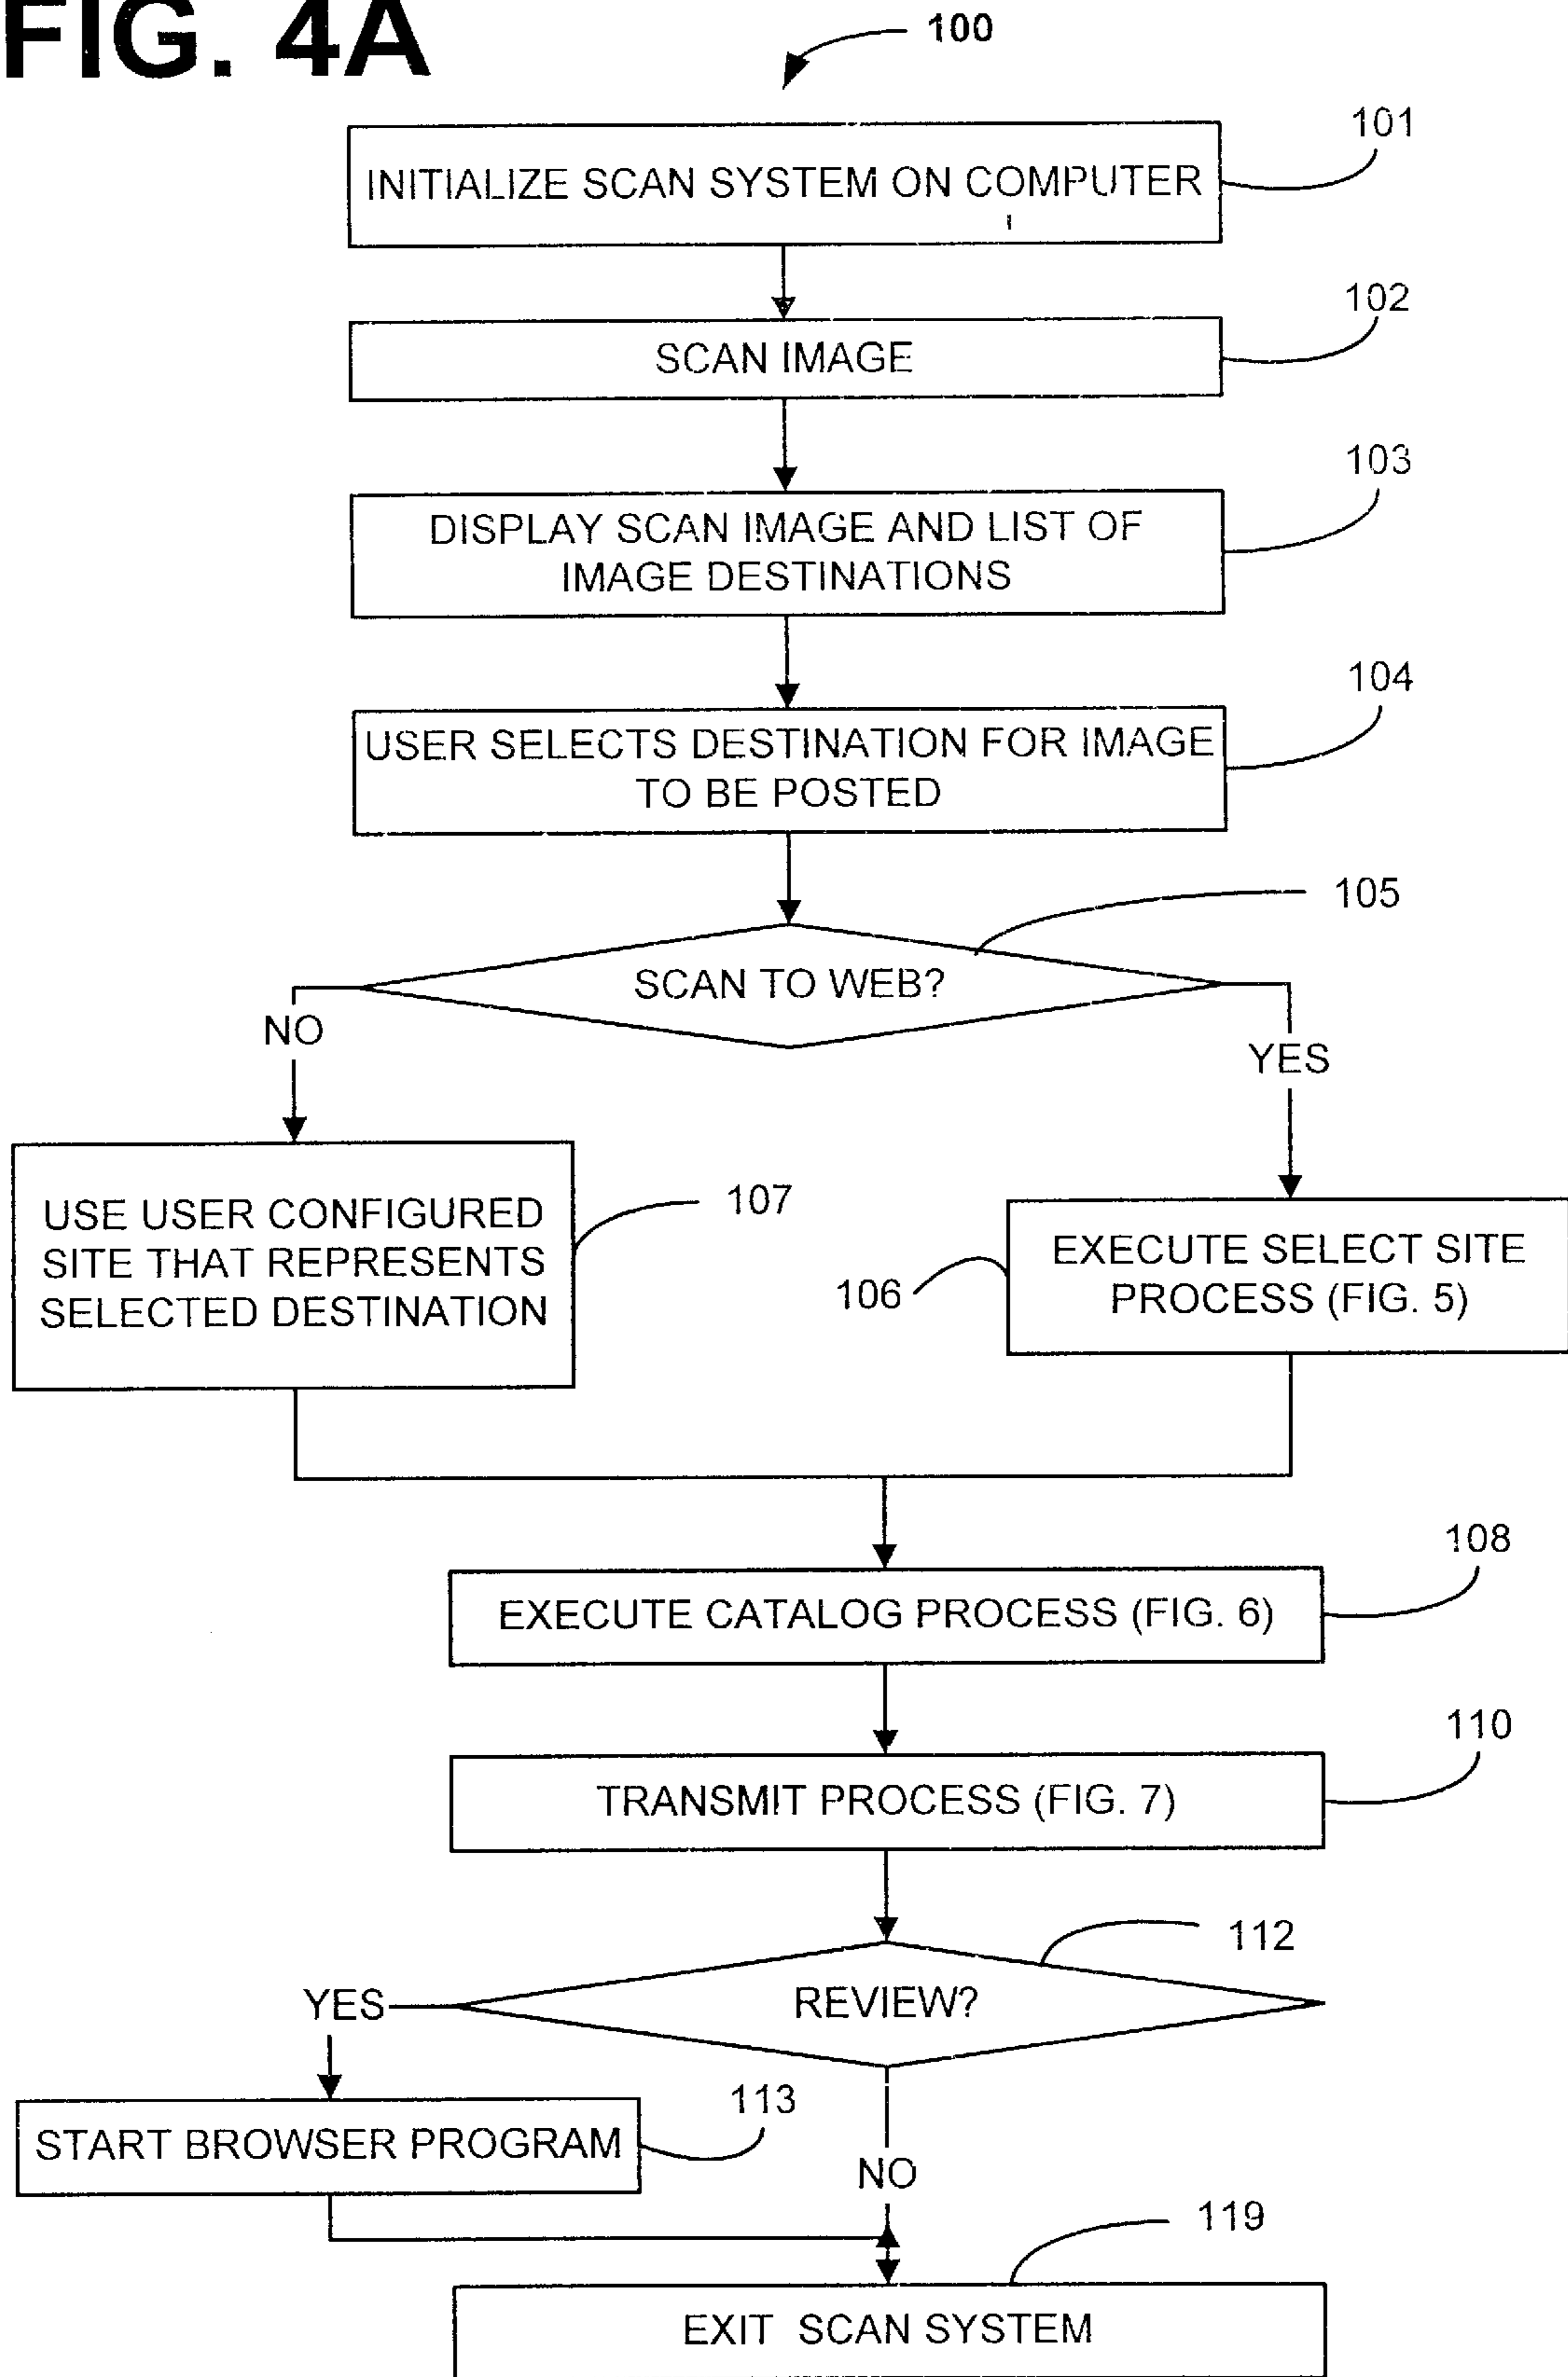 FIG. 4A
100
101
INITIALIZE SCAN SYSTEM ON COMPUTER
102
SCAN IMAGE
103
DISPLAY SCAN IMAGE AND LIST OF
IMAGE DESTINATIONS
104
USER SELECTS DESTINATION FOR IMAGE
TO BE POSTED
105
SCAN TO WEB?
NO
YES
USE USER CONFIGURED
SITE THAT REPRESENTS
SELECTED DESTINATION
107
106
EXECUTE SELECT SITE
PROCESS (FIG. 5)
108
EXECUTE CATALOG PROCESS (FIG. 6)
110
TRANSMIT PROCESS (FIG. 7)
112
REVIEW?
YES
113
START BROWSER PROGRAM
NO
119
EXIT SCAN SYSTEM